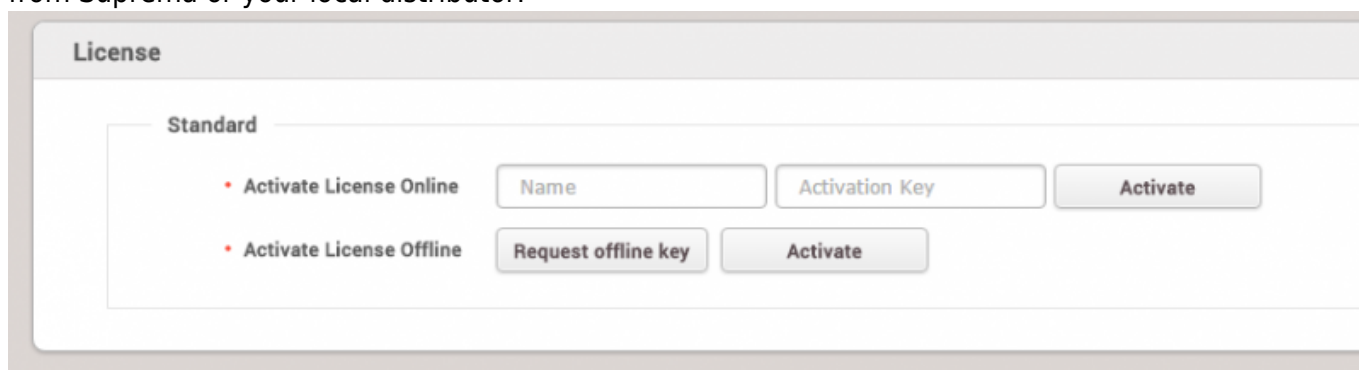 from Suprema or your local distributor.
License
Standard
• Activate License Online Name Activation Key Activate
• Activate License Offline Request offline key Activate